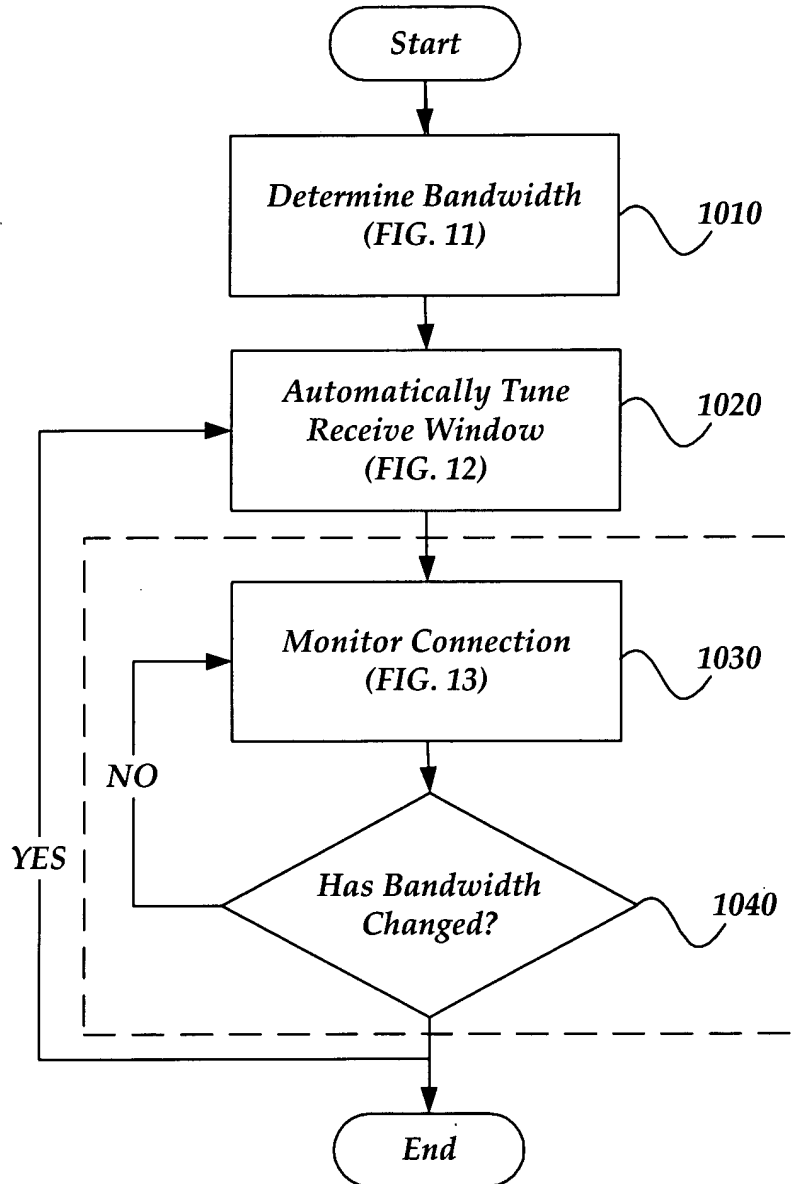 Start
Determine Bandwidth
(FIG. 11)
1010
Automatically Tune
Receive Window
(FIG. 12)
1020
Monitor Connection
(FIG. 13)
1030
NO
YES
Has Bandwidth
Changed?
1040
End